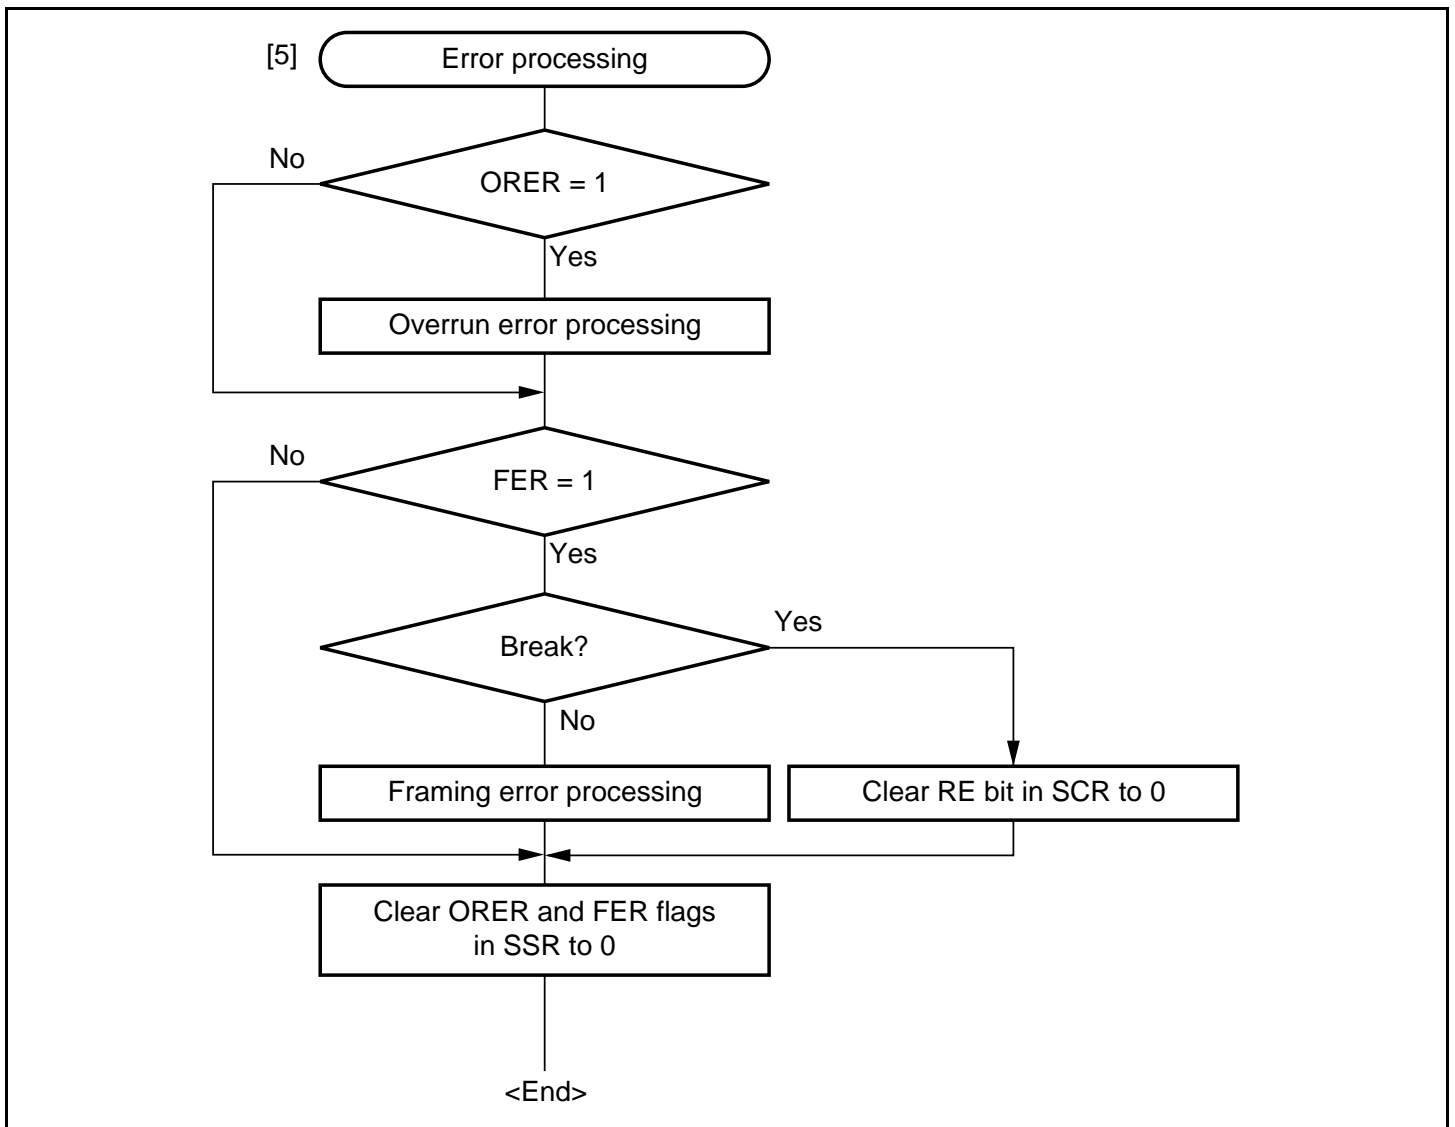 [5] Error processing
No
ORER = 1
Yes
Overrun error processing
No
FER = 1
Yes
Yes
Break?
No
Framing error processing
Clear RE bit in SCR to 0
Clear ORER and FER flags
in SSR to 0
<End>